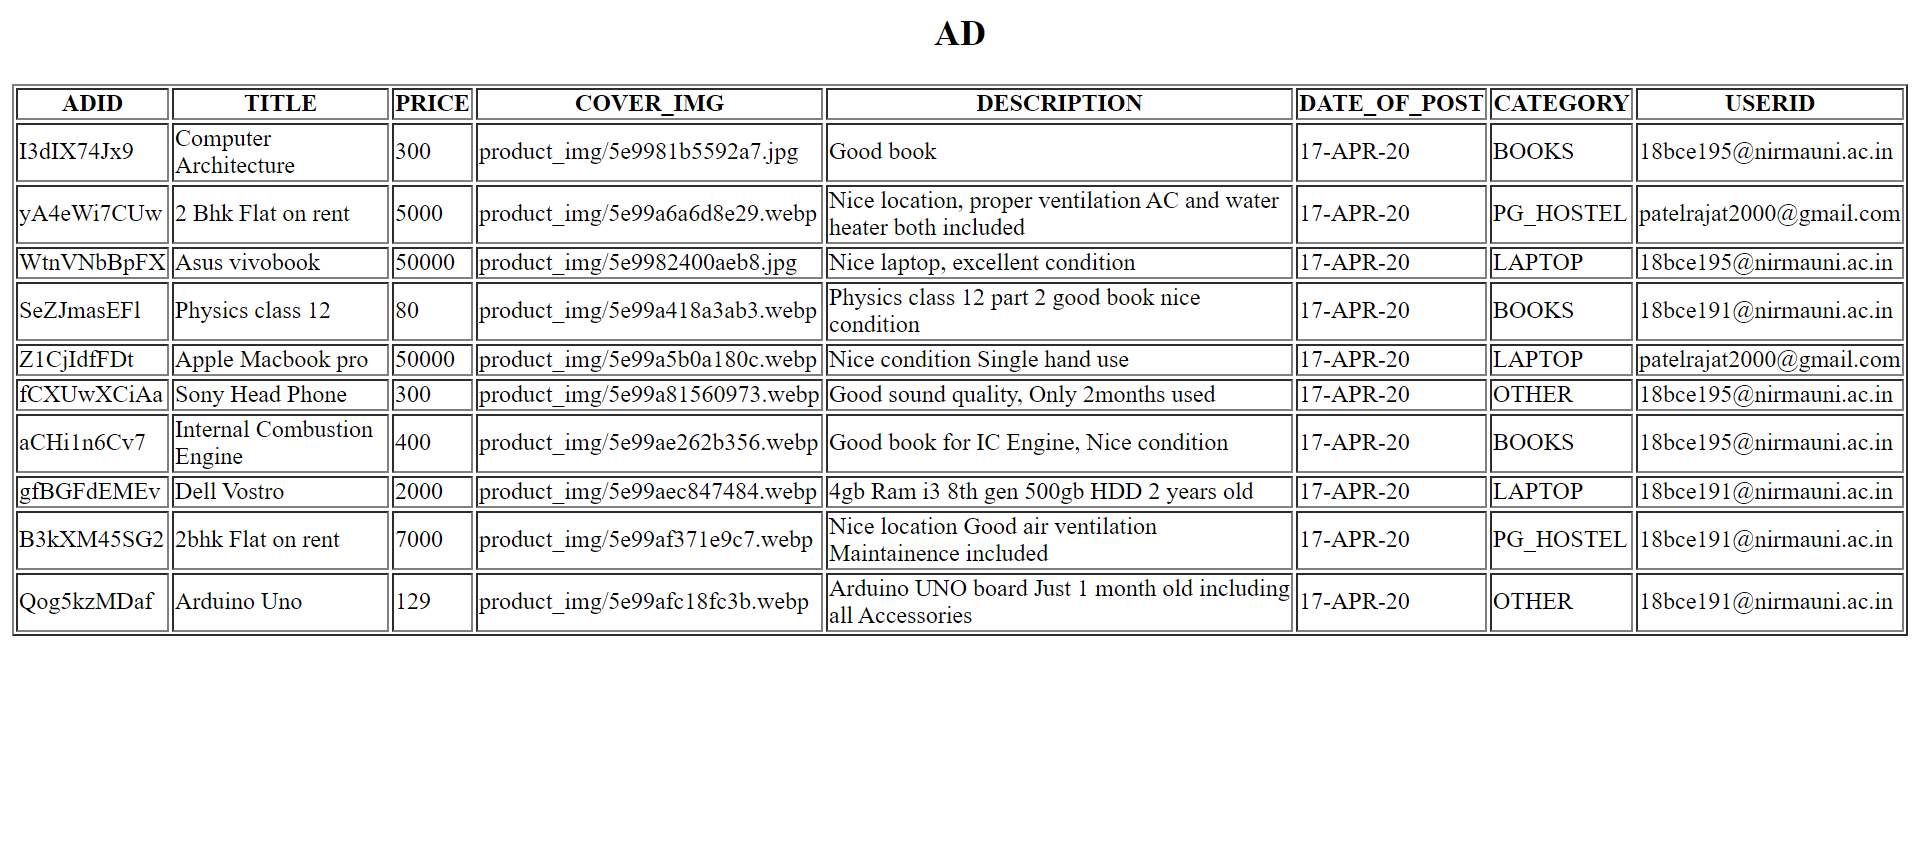 AD
ADID TITLE PRICE COVER_IMG DESCRIPTION DATE_OF_POST CATEGORY USERID
I3dIX74Jx9 Computer Architecture 300 product_img/5e9981b5592a7.jpg Good book 17-APR-20 BOOKS 18bce195@nirmauni.ac.in
yA4eWi7CUw 2 Bhk Flat on rent 5000 product_img/5e99a6a6d8e29.webp Nice location, proper ventilation AC and water heater both included 17-APR-20 PG_HOSTEL patelrajat2000@gmail.com
WtnVNbBpFX Asus vivobook 50000 product_img/5e9982400aeb8.jpg Nice laptop, excellent condition 17-APR-20 LAPTOP 18bce195@nirmauni.ac.in
SeZJmasEFl Physics class 12 80 product_img/5e99a418a3ab3.webp Physics class 12 part 2 good book nice condition 17-APR-20 BOOKS 18bce191@nirmauni.ac.in
Z1CjIdfFDt Apple Macbook pro 50000 product_img/5e99a5b0a180c.webp Nice condition Single hand use 17-APR-20 LAPTOP patelrajat2000@gmail.com
fCXUwXCiAa Sony Head Phone 300 product_img/5e99a81560973.webp Good sound quality, Only 2months used 17-APR-20 OTHER 18bce195@nirmauni.ac.in
aCHi1n6Cv7 Internal Combustion Engine 400 product_img/5e99ae262b356.webp Good book for IC Engine, Nice condition 17-APR-20 BOOKS 18bce195@nirmauni.ac.in
gfBGFdEMEv Dell Vostro 2000 product_img/5e99aec847484.webp 4gb Ram i3 8th gen 500gb HDD 2 years old 17-APR-20 LAPTOP 18bce191@nirmauni.ac.in
B3kXM45SG2 2bhk Flat on rent 7000 product_img/5e99af371e9c7.webp Nice location Good air ventilation Maintainence included 17-APR-20 PG_HOSTEL 18bce191@nirmauni.ac.in
Qog5kzMDaf Arduino Uno 129 product_img/5e99afc18fc3b.webp Arduino UNO board Just 1 month old including all Accessories 17-APR-20 OTHER 18bce191@nirmauni.ac.in